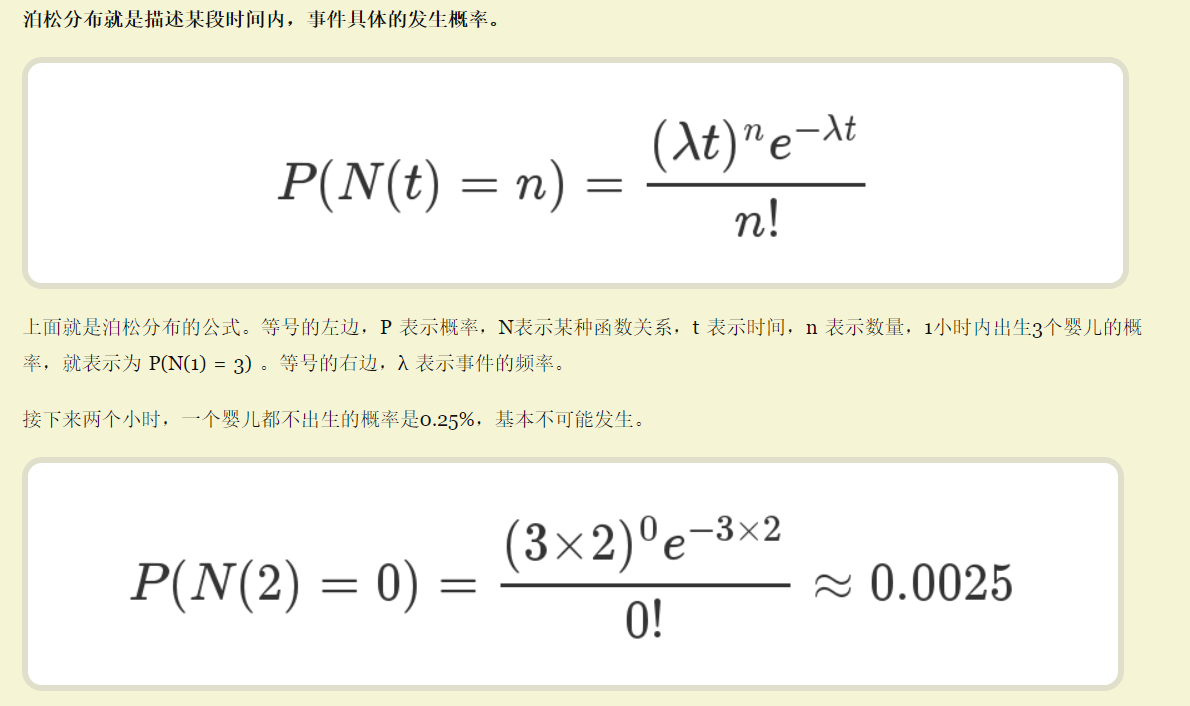 泊松分布就是描述某段时间内，事件具体的发生概率。
P(N(t) = n) = \frac{(λt)^n e^{-λt}}{n!}
上面就是泊松分布的公式。等号的左边，P 表示概率，N表示某种函数关系，t 表示时间，n 表示数量，1小时内出生3个婴儿的概
率，就表示为 P(N(1) = 3) 。等号的右边，λ 表示事件的频率。
接下来两个小时，一个婴儿都不出生的概率是0.25%，基本不可能发生。
P(N(2) = 0) = \frac{(3×2)^0 e^{-3×2}}{0!} ≈ 0.0025